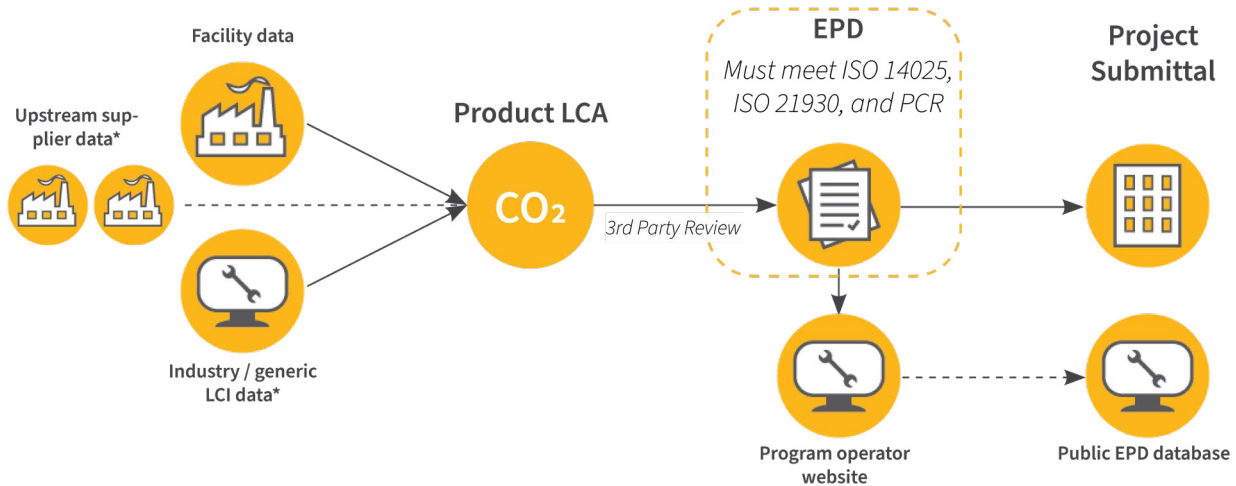 Facility data
Upstream sup-
plier data*
Industry / generic
LCI data*
Product LCA
CO₂
3rd Party Review
EPD
Must meet ISO 14025,
ISO 21930, and PCR
Project
Submittal
Program operator
website
Public EPD database